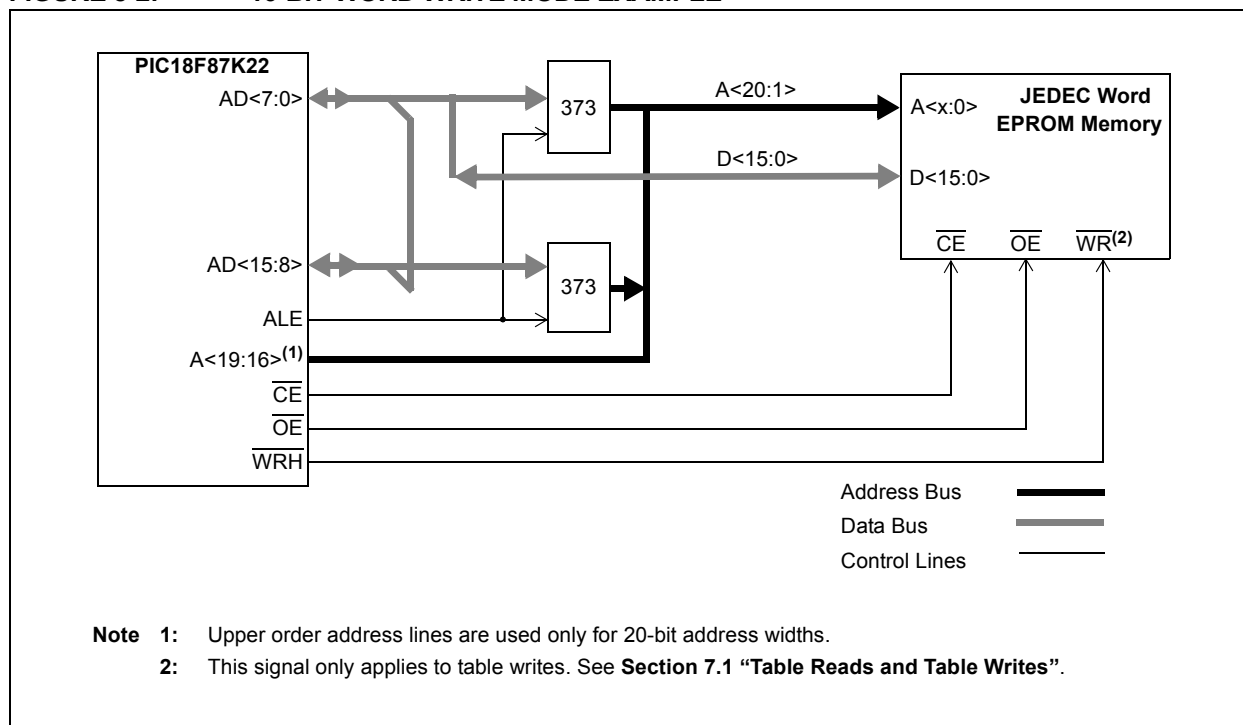 PIC18F87K22
AD<7:0>
373
A<20:1>
A<x:0>
JEDEC Word
EPROM Memory
D<15:0>
D<15:0>
CE OE WR(2)
AD<15:8>
373
ALE
A<19:16>(1)
CE
OE
WRH
Address Bus
Data Bus
Control Lines
Note 1: Upper order address lines are used only for 20-bit address widths.
2: This signal only applies to table writes. See Section 7.1 “Table Reads and Table Writes”.